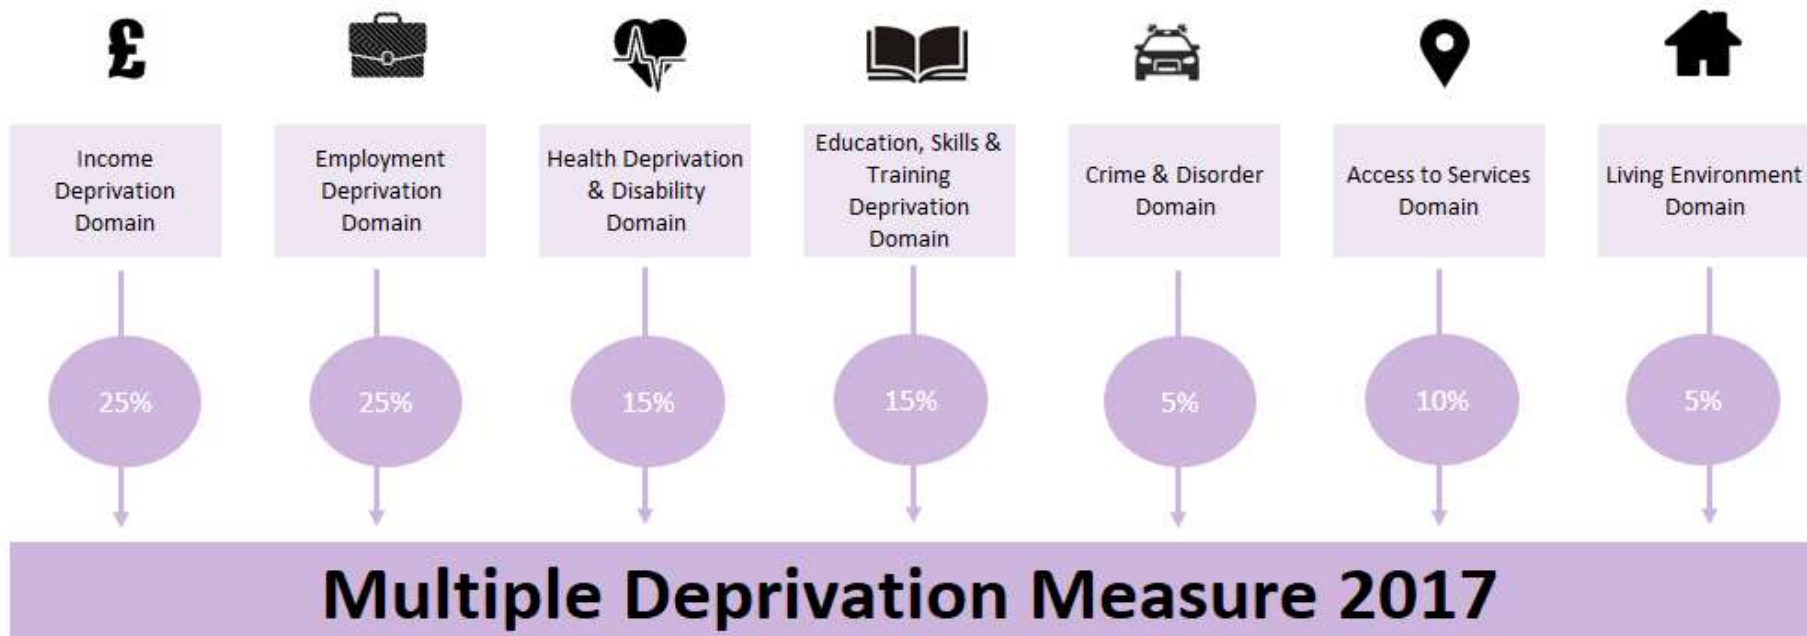 £
Income
Deprivation
Domain
Employment
Deprivation
Domain
Health Deprivation
& Disability
Domain
Education, Skills &
Training
Deprivation
Domain
Crime & Disorder
Domain
Access to Services
Domain
Living Environment
Domain
25%
25%
15%
15%
5%
10%
5%
Multiple Deprivation Measure 2017